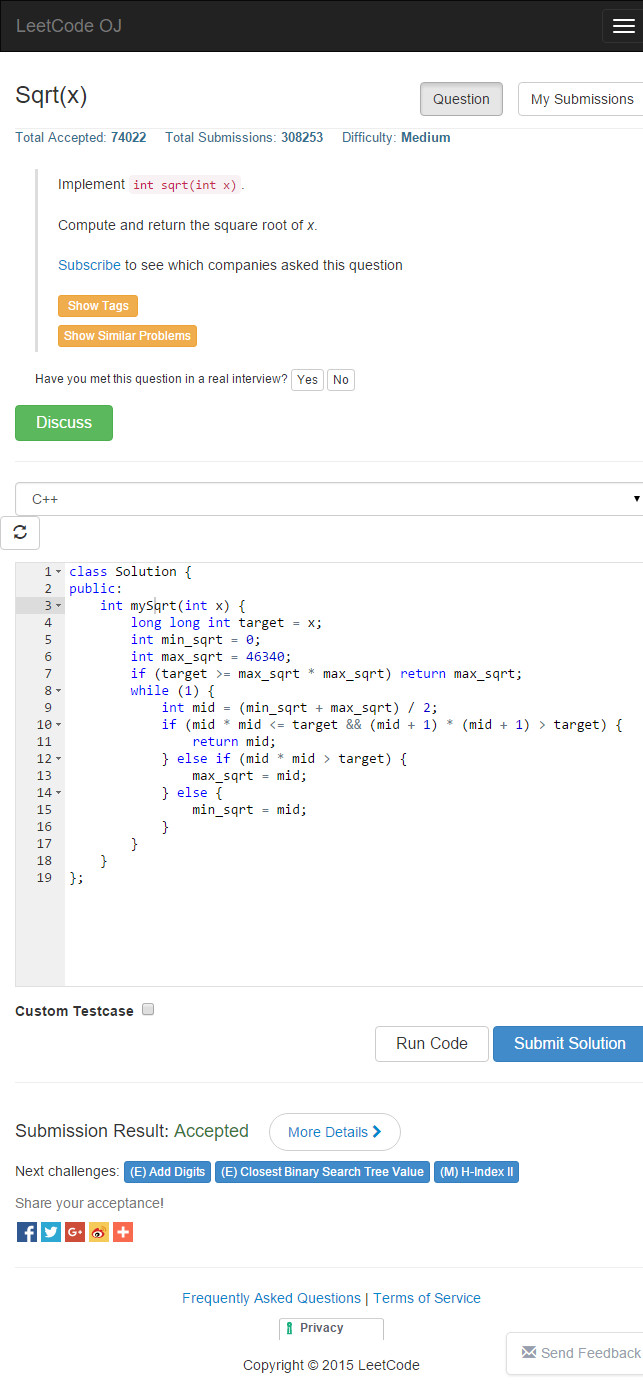 LeetCode OJ
Sqrt(x)
Question
My Submissions
Total Accepted: 74022 Total Submissions: 308253 Difficulty: Medium
Implement int sqrt(int x).
Compute and return the square root of x.
Subscribe to see which companies asked this question
Show Tags
Show Similar Problems
Have you met this question in a real interview? Yes No
Discuss
C++
1 class Solution {
2 public:
3     int mySqrt(int x) {
4         long long int target = x;
5         int min_sqrt = 0;
6         int max_sqrt = 46340;
7         if (target >= max_sqrt * max_sqrt) return max_sqrt;
8         while (1) {
9             int mid = (min_sqrt + max_sqrt) / 2;
10             if (mid * mid <= target && (mid + 1) * (mid + 1) > target) {
11                 return mid;
12             } else if (mid * mid > target) {
13                 max_sqrt = mid;
14             } else {
15                 min_sqrt = mid;
16             }
17         }
18     }
19 };
Custom Testcase
Run Code
Submit Solution
Submission Result: Accepted
More Details
Next challenges: (E) Add Digits (E) Closest Binary Search Tree Value (M) H-Index II
Share your acceptance!
Frequently Asked Questions | Terms of Service
Privacy
Send Feedback
Copyright © 2015 LeetCode